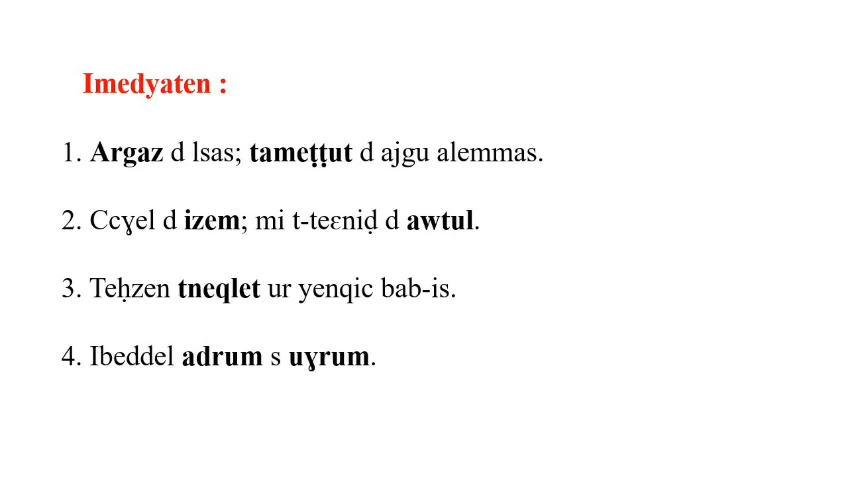 Imedyaten :
1. Argaz d lsas; tameṭṭut d ajgu alemmas.
2. Ccɣel d izem; mi t-teɛniḍ d awtul.
3. Teḥzen tneqlet ur yenqic bab-is.
4. Ibeddel adrum s uɣrum.